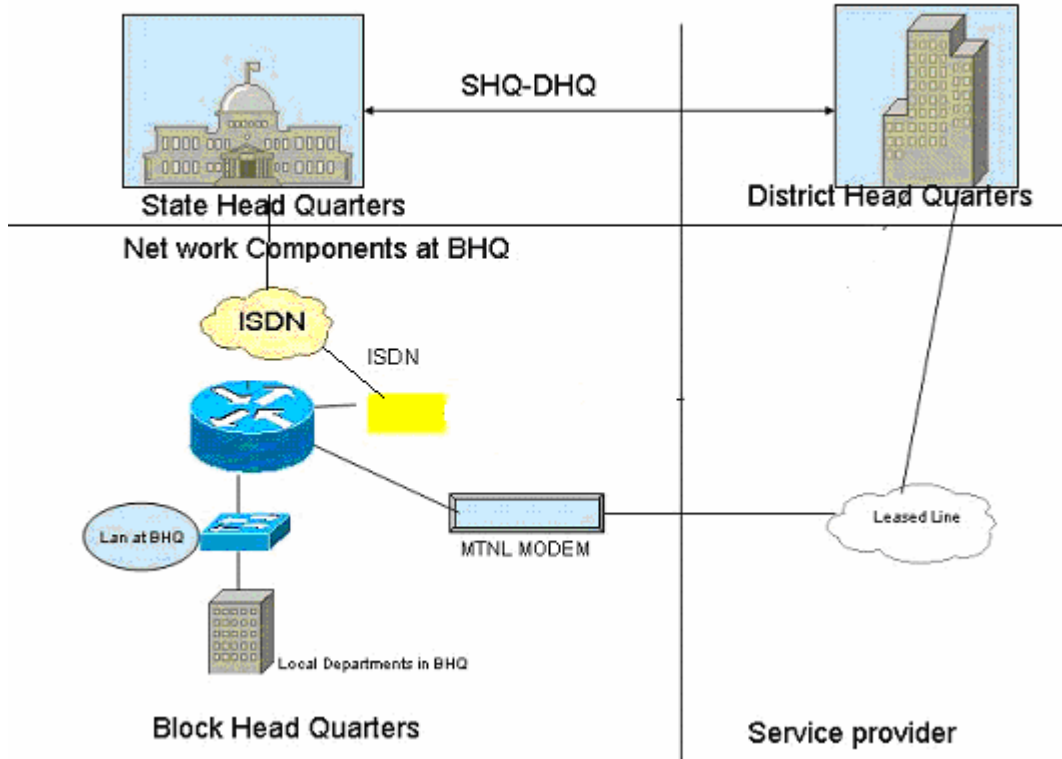 SHQ-DHQ
State Head Quarters
District Head Quarters
Net work Components at BHQ
ISDN
ISDN
Lan at BHQ
MTNL MODEM
Leased Line
Local Departments in BHQ
Block Head Quarters
Service provider